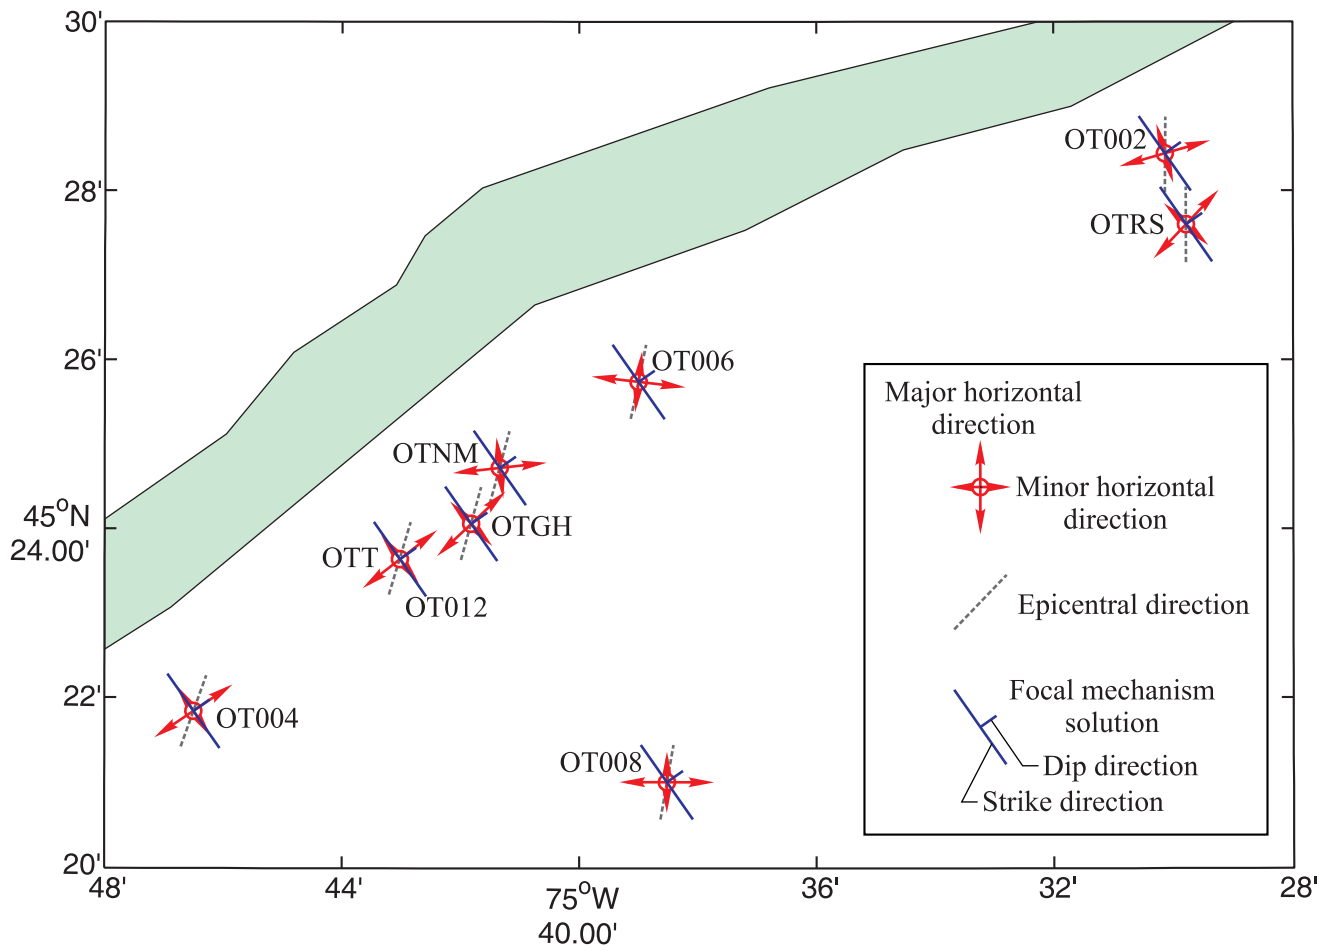 30'
28'
26'
45°N
24.00'
22'
20'
48'
44'
75°W
40.00'
36'
32'
28'
OT002
OTRS
OT006
OTNM
OTGH
OTT
OT012
OT004
OT008
Major horizontal
direction
Minor horizontal
direction
Epicentral direction
Focal mechanism
solution
Dip direction
Strike direction